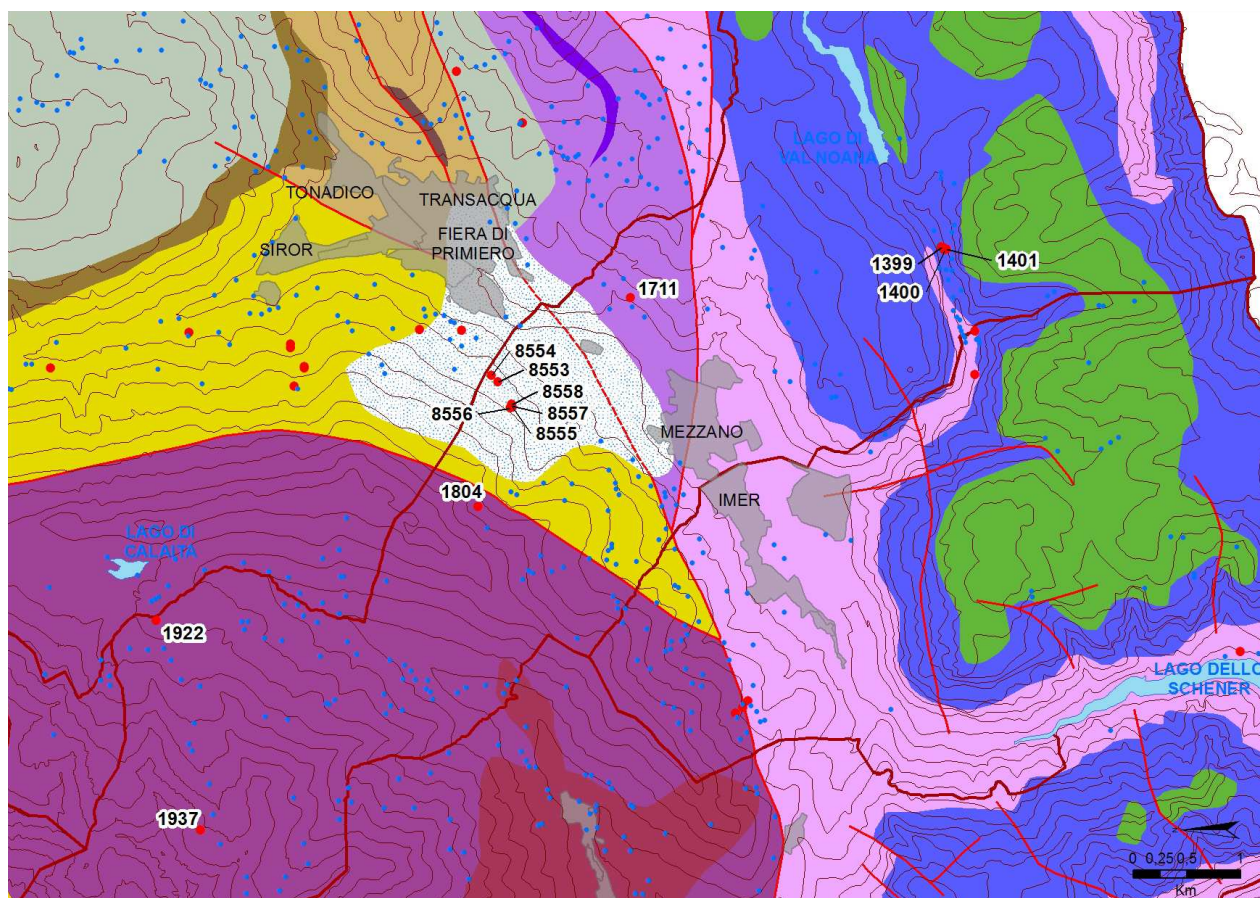 LAGO DI
VAL NOANA
TONADICO
TRANSACQUA
SIROR
FIERA DI
PRIMIERO
1399
1401
1400
1711
8554
8553
8558
8556
8557
8555
MEZZANO
1804
IMER
LAGO DI
CALAITA
1922
LAGO DELLO
SCHENER
1937
0 0,25 0,5 1
Km